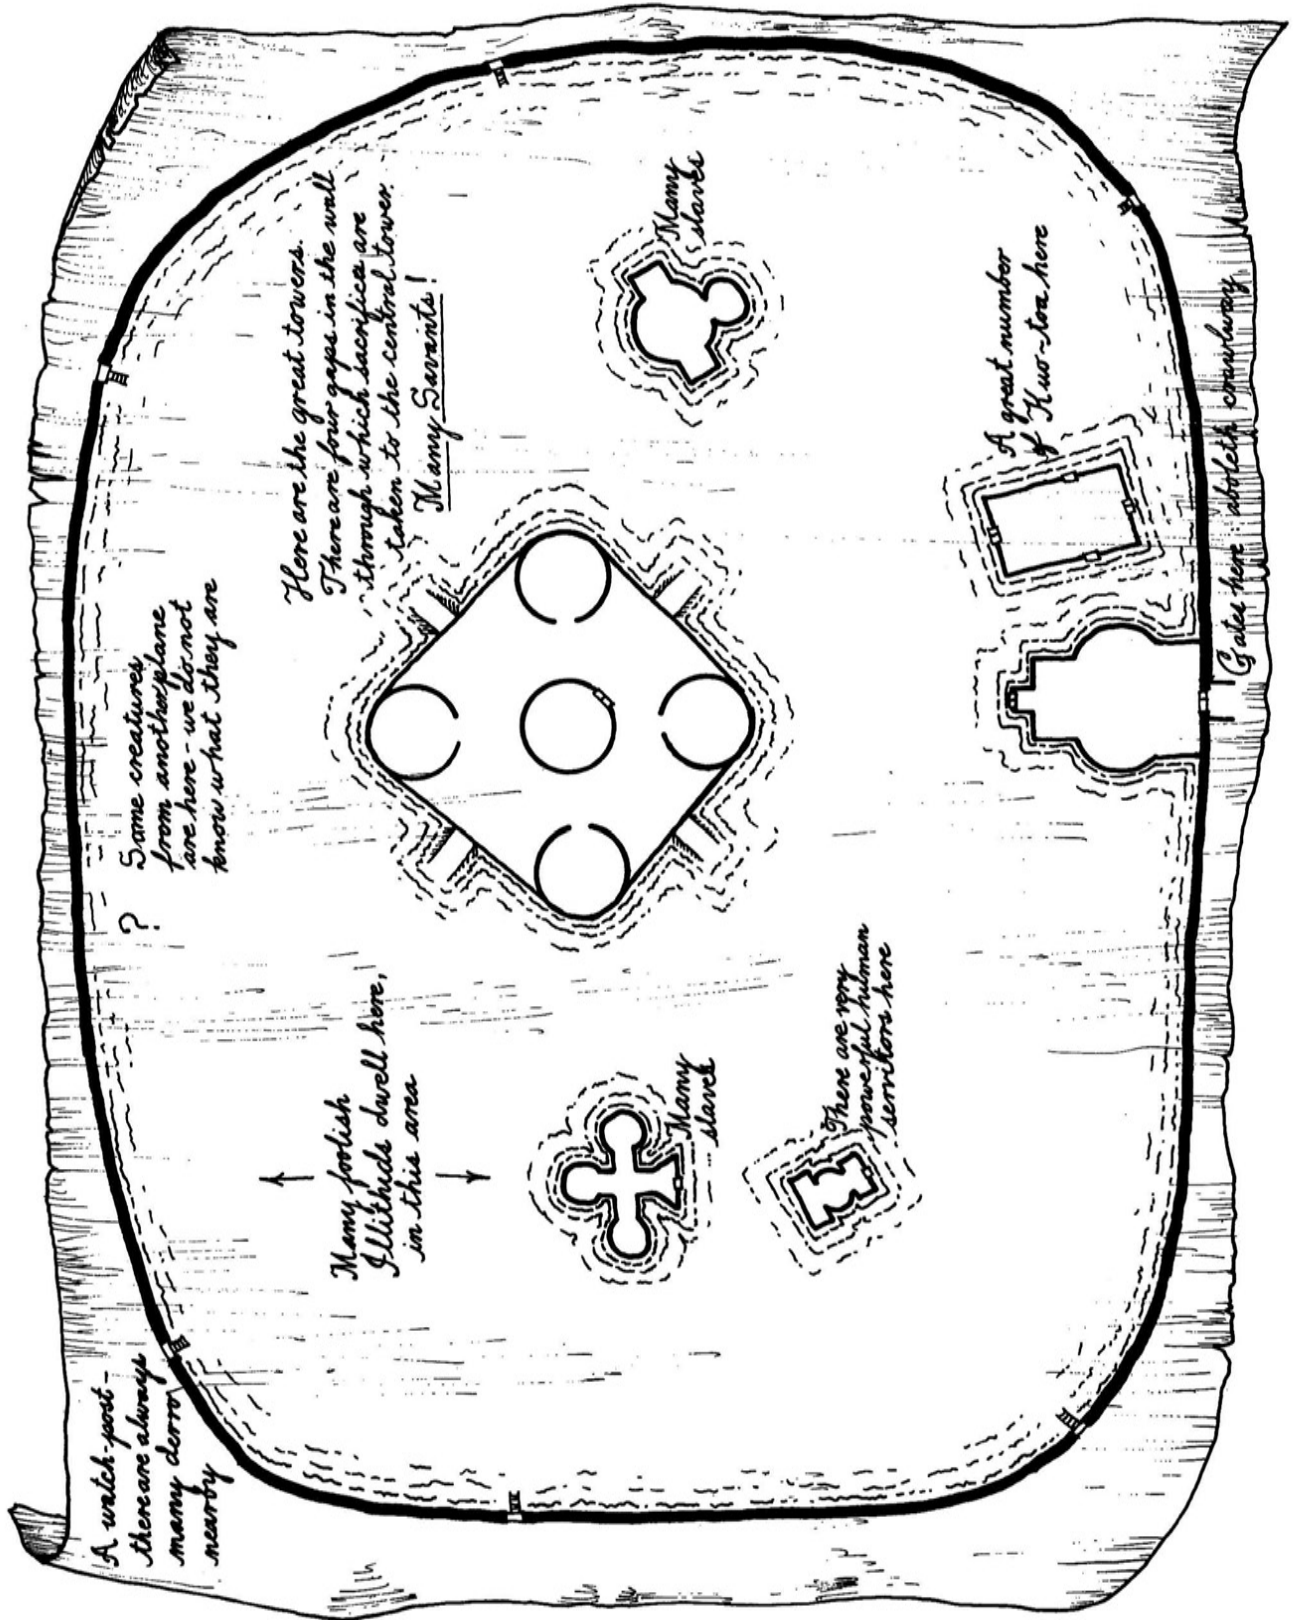 A watch-post-
there are always
many derro
nearby
?
Some creatures
from another plane
are here - we do not
know what they are
Many foolish
Illithids dwell here,
in this area
Here are the great towers.
There are four gaps in the wall
through which sacrifices are
taken to the central tower.
Many Savants!
Many
slaves
Many
slaves
There are very
powerful human
servitors here
A great number
of Kuo-toa here
Gates here: aboleth crawlway